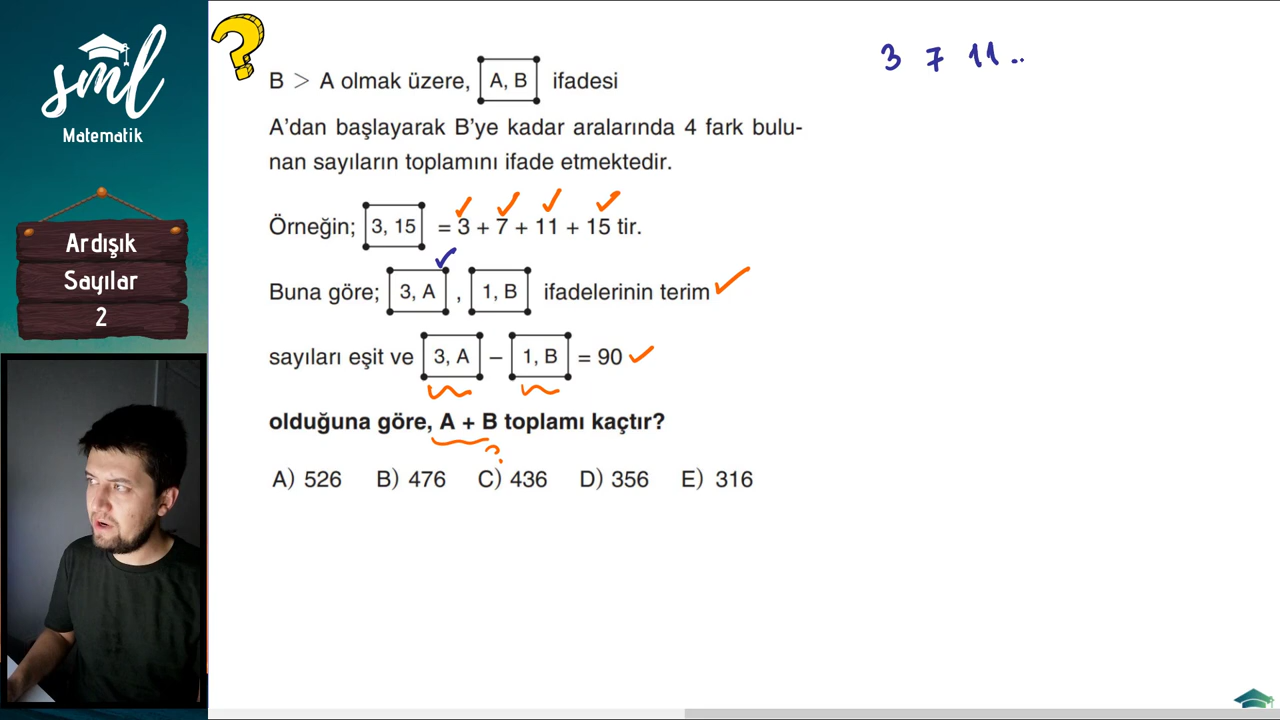 sml
Matematik
Ardışık
Sayılar
2
?
3 7 11 ..
B > A olmak üzere, A, B ifadesi
A’dan başlayarak B’ye kadar aralarında 4 fark bulu-
nan sayıların toplamını ifade etmektedir.
Örneğin; 3, 15 = 3 + 7 + 11 + 15 tir.
Buna göre; 3, A , 1, B ifadelerinin terim
sayıları eşit ve 3, A – 1, B = 90
olduğuna göre, A + B toplamı kaçtır?
?
A) 526 B) 476 C) 436 D) 356 E) 316